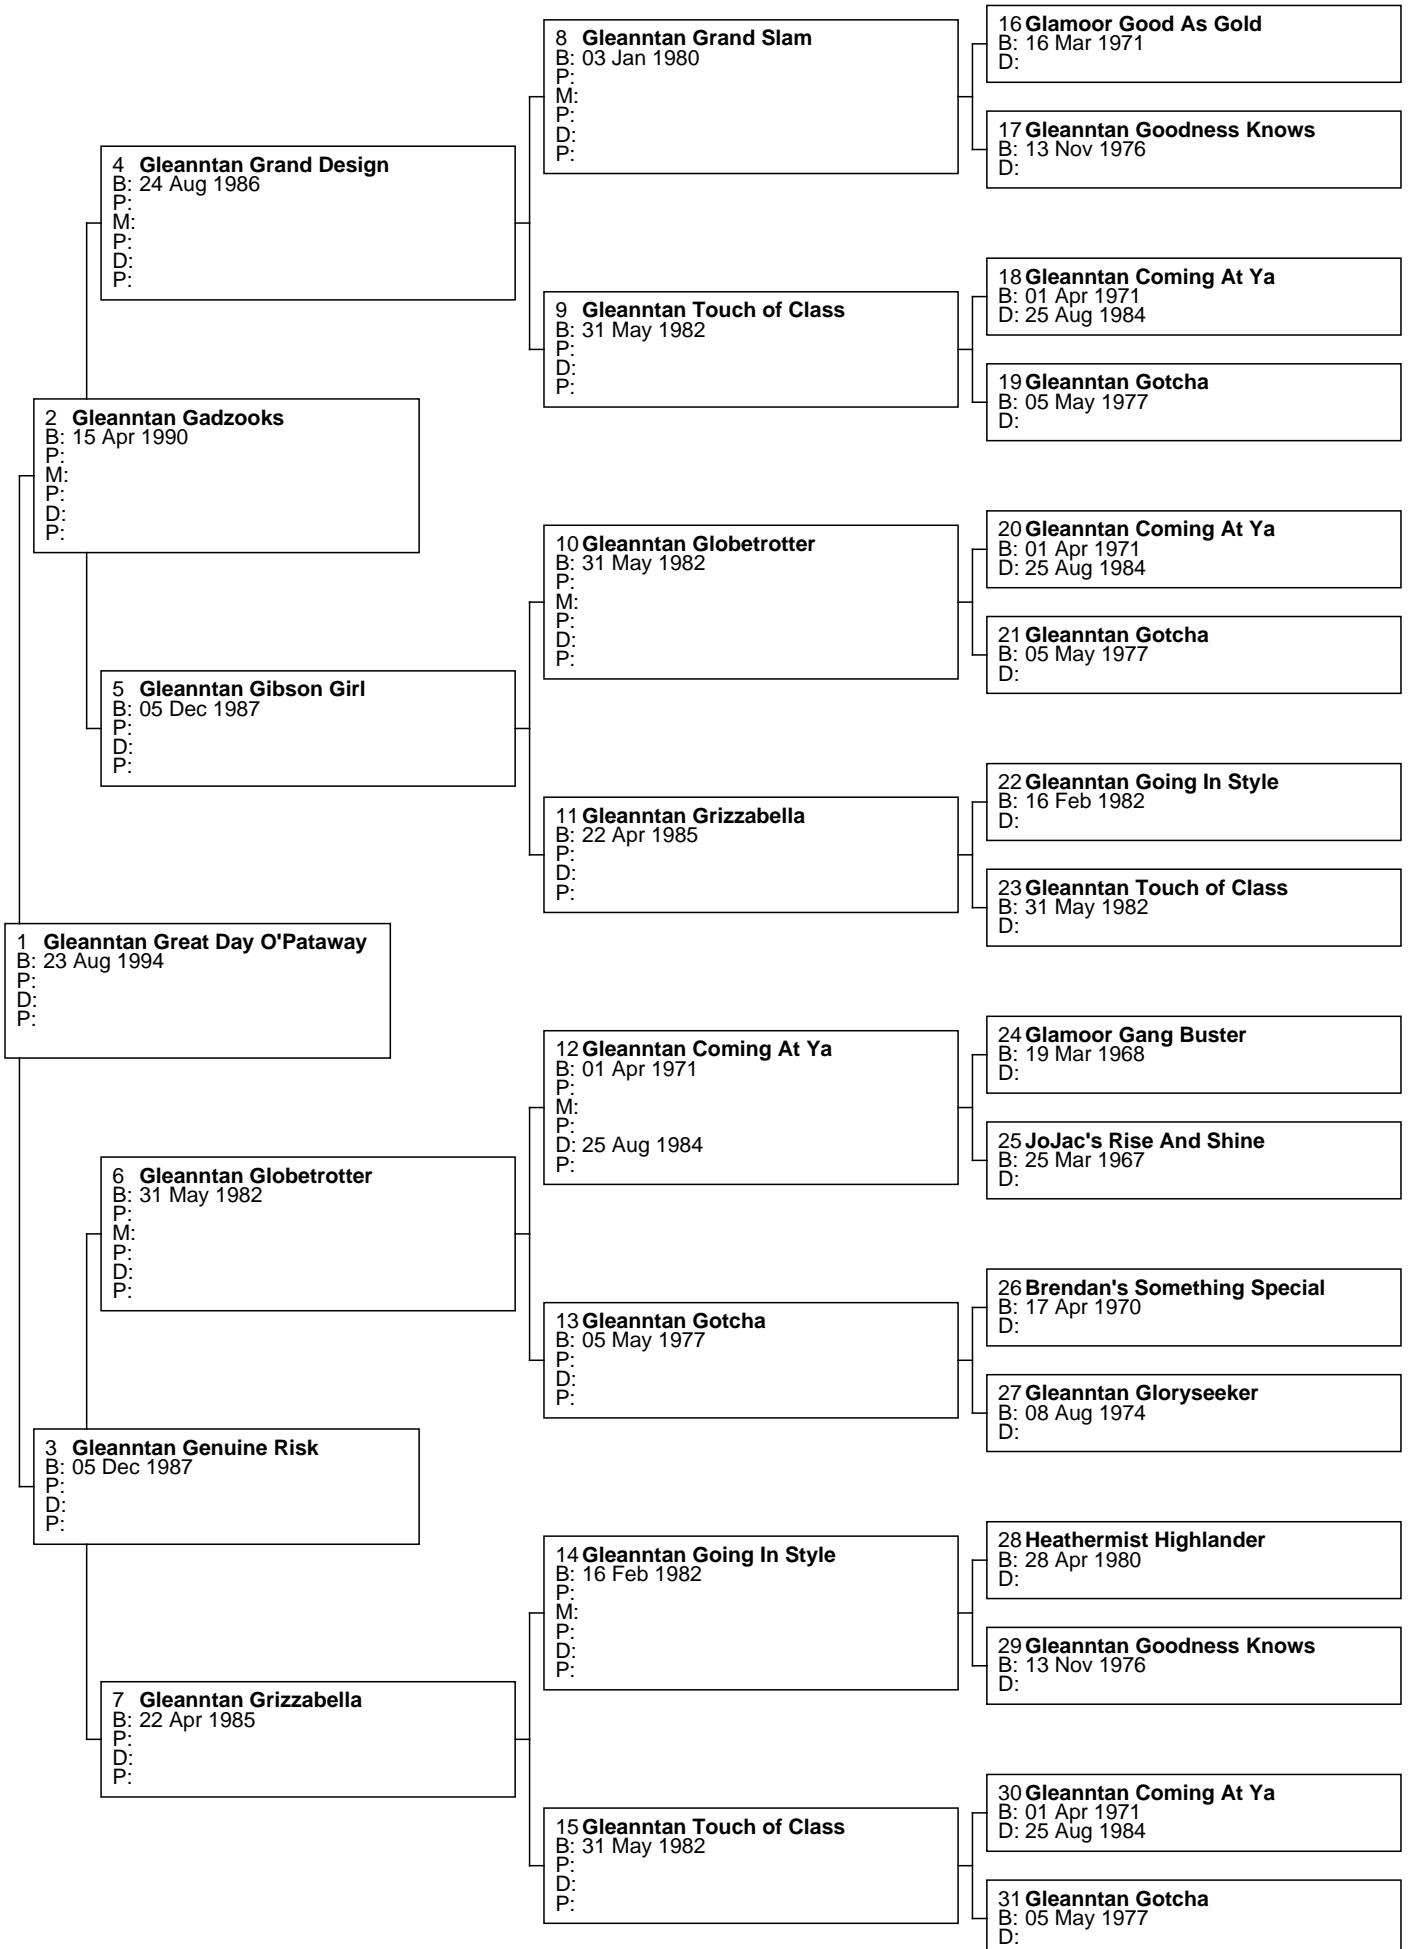 1 Gleanntan Great Day O'Pataway
B: 23 Aug 1994
P:
D:
P:
2 Gleanntan Gadzooks
B: 15 Apr 1990
P:
M:
P:
D:
P:
3 Gleanntan Genuine Risk
B: 05 Dec 1987
P:
D:
P:
4 Gleanntan Grand Design
B: 24 Aug 1986
P:
M:
P:
D:
P:
5 Gleanntan Gibson Girl
B: 05 Dec 1987
P:
D:
P:
6 Gleanntan Globetrotter
B: 31 May 1982
P:
M:
P:
D:
P:
7 Gleanntan Grizzabella
B: 22 Apr 1985
P:
D:
P:
8 Gleanntan Grand Slam
B: 03 Jan 1980
P:
M:
P:
D:
P:
9 Gleanntan Touch of Class
B: 31 May 1982
P:
D:
P:
10 Gleanntan Globetrotter
B: 31 May 1982
P:
M:
P:
D:
P:
11 Gleanntan Grizzabella
B: 22 Apr 1985
P:
D:
P:
12 Gleanntan Coming At Ya
B: 01 Apr 1971
P:
M:
P:
D: 25 Aug 1984
P:
13 Gleanntan Gotcha
B: 05 May 1977
P:
D:
P:
14 Gleanntan Going In Style
B: 16 Feb 1982
P:
M:
P:
D:
P:
15 Gleanntan Touch of Class
B: 31 May 1982
P:
D:
P:
16 Glamoor Good As Gold
B: 16 Mar 1971
D:
17 Gleanntan Goodness Knows
B: 13 Nov 1976
D:
18 Gleanntan Coming At Ya
B: 01 Apr 1971
D: 25 Aug 1984
19 Gleanntan Gotcha
B: 05 May 1977
D:
20 Gleanntan Coming At Ya
B: 01 Apr 1971
D: 25 Aug 1984
21 Gleanntan Gotcha
B: 05 May 1977
D:
22 Gleanntan Going In Style
B: 16 Feb 1982
D:
23 Gleanntan Touch of Class
B: 31 May 1982
D:
24 Glamoor Gang Buster
B: 19 Mar 1968
D:
25 JoJac's Rise And Shine
B: 25 Mar 1967
D:
26 Brendan's Something Special
B: 17 Apr 1970
D:
27 Gleanntan Gloryseeker
B: 08 Aug 1974
D:
28 Heathermist Highlander
B: 28 Apr 1980
D:
29 Gleanntan Goodness Knows
B: 13 Nov 1976
D:
30 Gleanntan Coming At Ya
B: 01 Apr 1971
D: 25 Aug 1984
31 Gleanntan Gotcha
B: 05 May 1977
D: